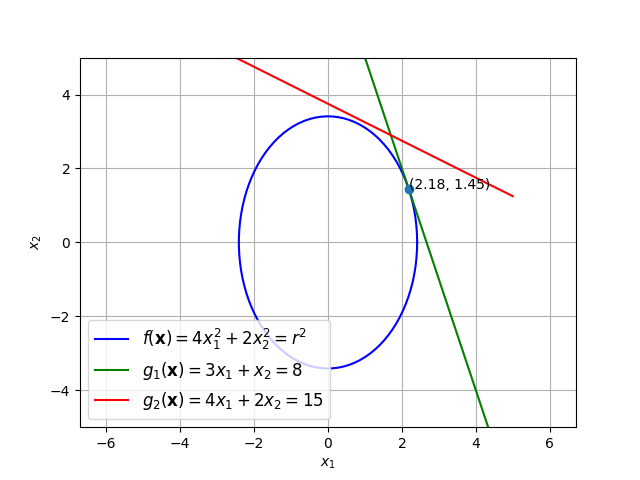 4
2
0
−2
−4
x₂
(2.18, 1.45)
f(𝐱) = 4x₁² + 2x₂² = r²
g₁(𝐱) = 3x₁ + x₂ = 8
g₂(𝐱) = 4x₁ + 2x₂ = 15
−6 −4 −2 0 2 4 6
x₁